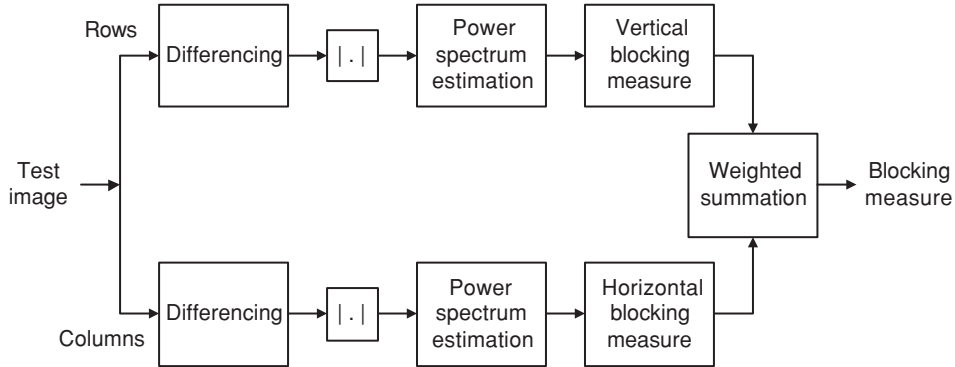 Rows
Differencing
|.|
Power
spectrum
estimation
Vertical
blocking
measure
Test
image
Weighted
summation
Blocking
measure
Columns
Differencing
|.|
Power
spectrum
estimation
Horizontal
blocking
measure